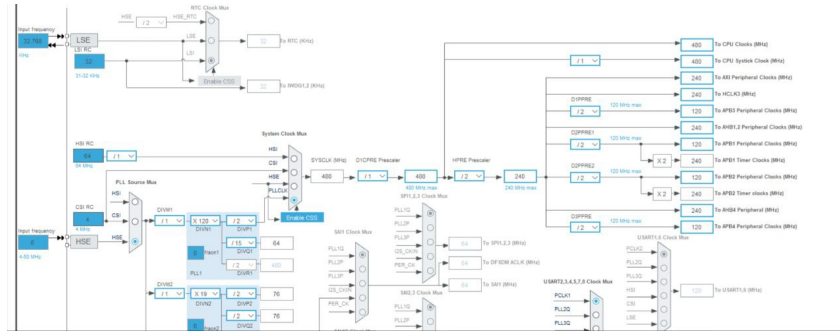 RTC Clock Mux
HSE
/ 2
HSE_RTC
Input frequency
32.768
KHz
LSE
LSE
32
To RTC (KHz)
LSI RC
32
31-32 KHz
LSI
Enable CSS
32
To IWDG1,2 (KHz)
System Clock Mux
HSI RC
64
64 MHz
/ 1
HSI
CSI
HSE
PLLCLK
Enable CSS
SYSCLK (MHz)
480
D1CPRE Prescaler
/ 1
480
480 MHz max
HPRE Prescaler
/ 2
240
240 MHz max
480
To CPU Clocks (MHz)
/ 1
480
To CPU Systick Clock (MHz)
240
To AXI Peripheral Clocks (MHz)
240
To HCLK3 (MHz)
D1PPRE
/ 2
120 MHz max
120
To APB3 Peripheral Clocks (MHz)
240
To AHB1,2 Peripheral Clocks (MHz)
D2PPRE1
/ 2
120 MHz max
120
To APB1 Peripheral Clocks (MHz)
X 2
240
To APB1 Timer Clocks (MHz)
D2PPRE2
/ 2
120 MHz max
120
To APB2 Peripheral Clocks (MHz)
X 2
240
To APB2 Timer clocks (MHz)
240
To AHB4 Peripheral (MHz)
D3PPRE
/ 2
120 MHz max
120
To APB4 Peripheral Clocks (MHz)
CSI RC
4
4 MHz
Input frequency
8
4-50 MHz
HSE
PLL Source Mux
HSI
CSI
HSE
DIVM1
/ 1
X 120
DIVN1
/ 2
DIVP1
/ 15
64
DIVQ1
/ 2
480
DIVR1
PLL1
DIVM2
/ 1
X 19
DIVN2
/ 2
76
DIVP2
/ 2
76
DIVQ2
SAI1 Clock Mux
PLL1Q
PLL2P
PLL3P
I2S_CKIN
PER_CK
SPI1,2,3 Clock Mux
PLL1Q
PLL2P
PLL3P
I2S_CKIN
PER_CK
64
To SPI1,2,3 (MHz)
64
To DFSDM ACLK (MHz)
64
To SAI1 (MHz)
SAI2,3 Clock Mux
PLL1Q
PLL2P
USART2,3,4,5,7,8 Clock Mux
PCLK1
PLL2Q
PLL3Q
USART1,6 Clock Mux
PCLK2
PLL2Q
PLL3Q
HSI
CSI
LSE
120
To USART1,6 (MHz)